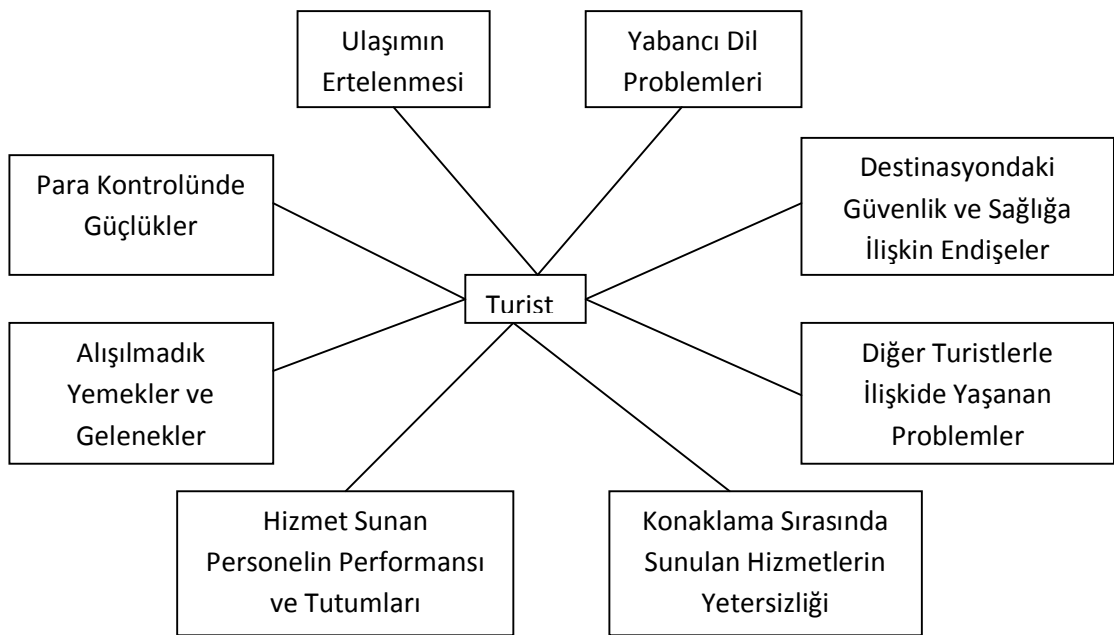 Ulaşımın
Ertelenmesi
Yabancı Dil
Problemleri
Para Kontrolünde
Güçlükler
Destinasyondaki
Güvenlik ve Sağlığa
İlişkin Endişeler
Turist
Alışılmadık
Yemekler ve
Gelenekler
Diğer Turistlerle
İlişkide Yaşanan
Problemler
Hizmet Sunan
Personelin Performansı
ve Tutumları
Konaklama Sırasında
Sunulan Hizmetlerin
Yetersizliği